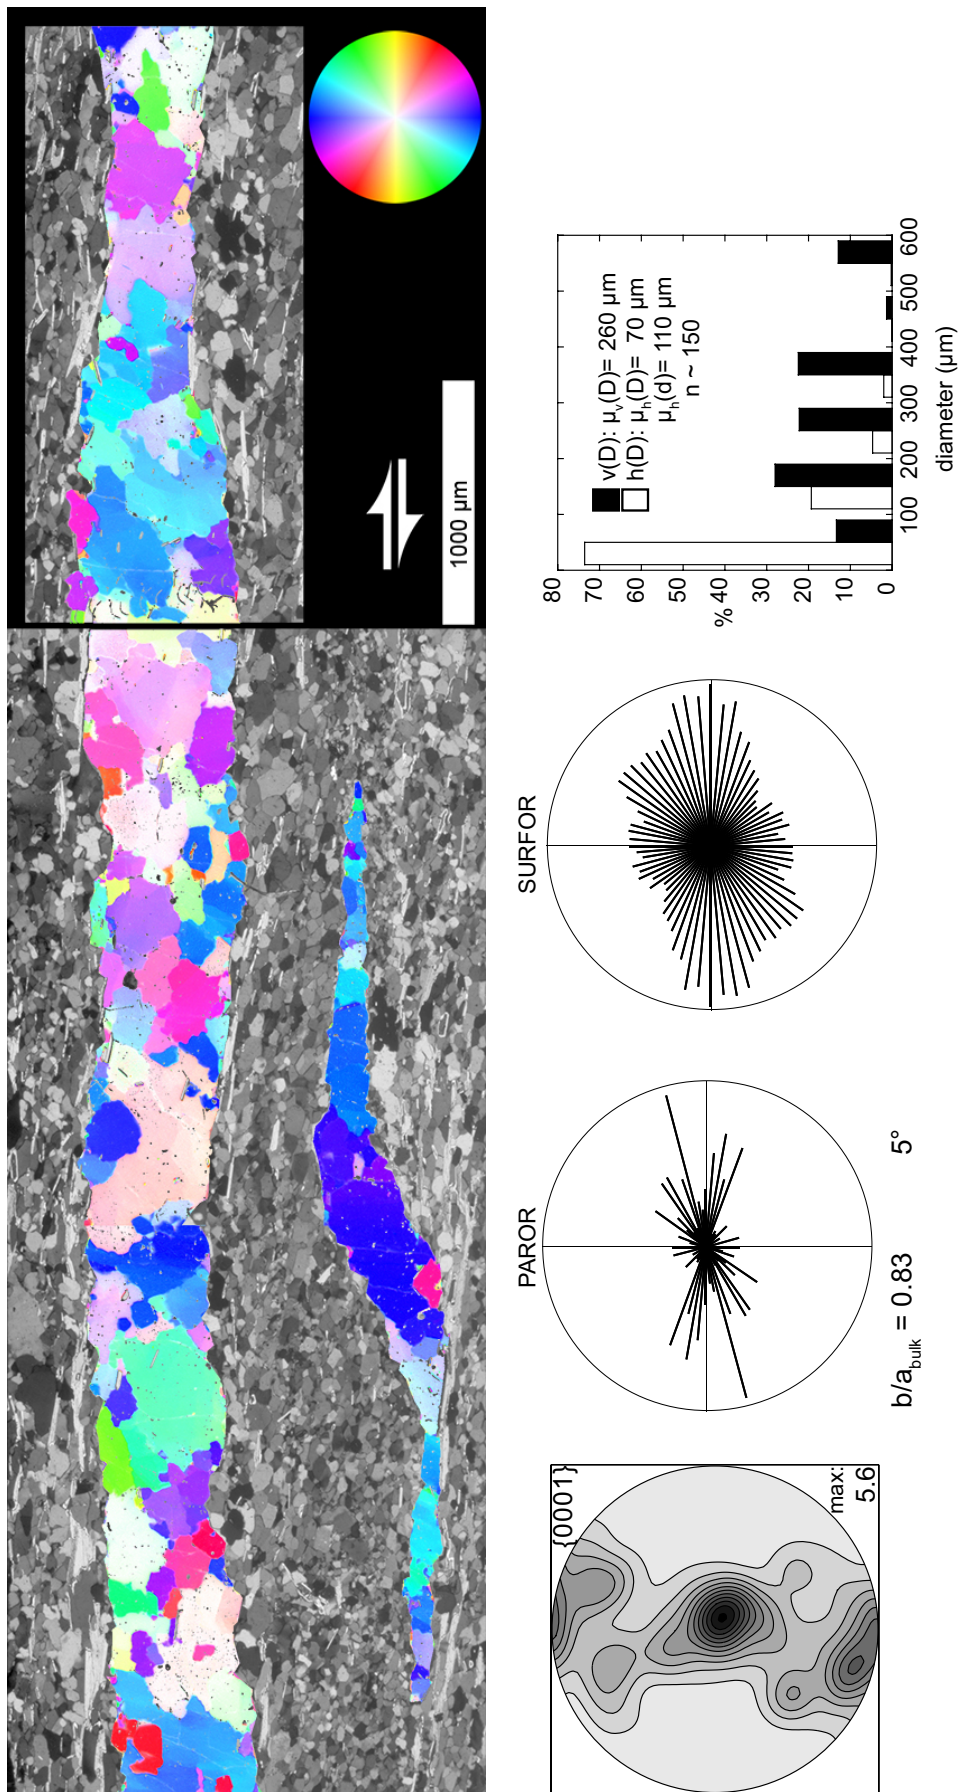 1000 µm
{0001}
max:
5.6
PAROR
b/a_bulk = 0.83 5°
SURFOR
%
80
70
60
50
40
30
20
10
0
v(D): µ_v(D)= 260 µm
h(D): µ_h(D)= 70 µm
µ_h(d)= 110 µm
n ~ 150
100 200 300 400 500 600
diameter (µm)